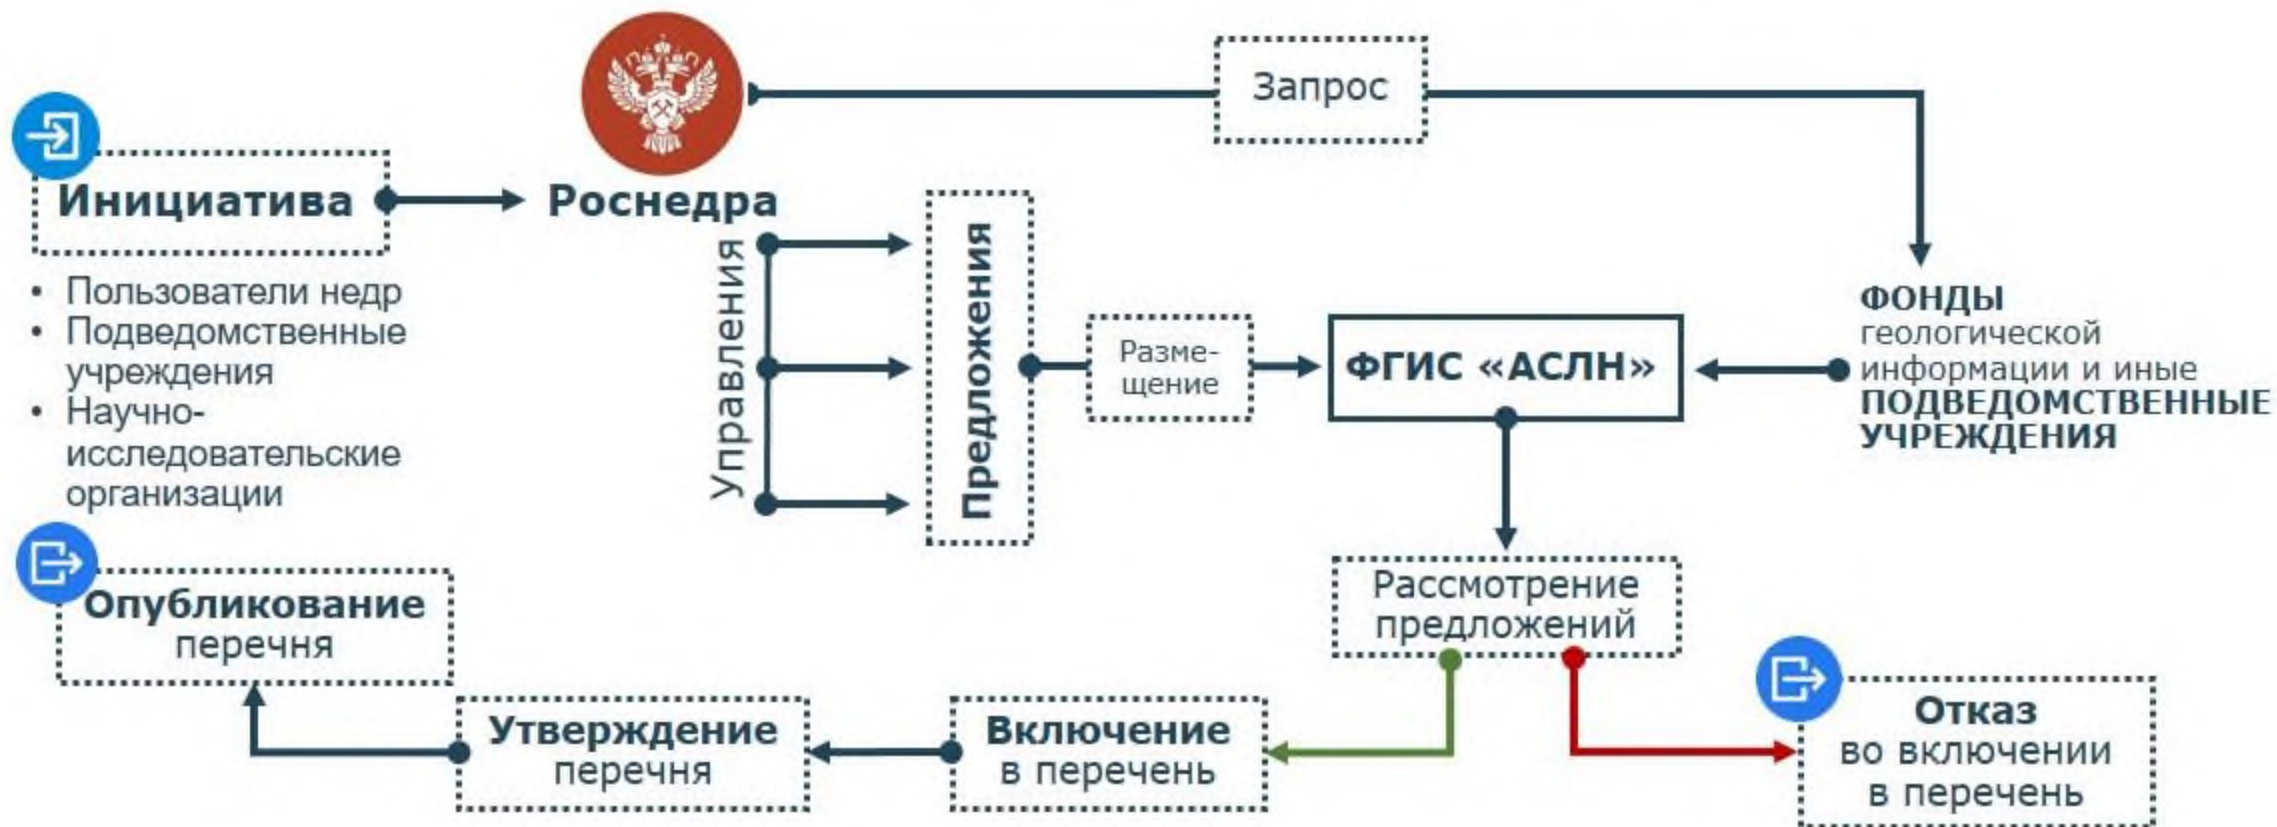 Запрос
Инициатива
Роснедра
• Пользователи недр
• Подведомственные
учреждения
• Научно-
исследовательские
организации
Управления
Предложения
Разме-
щение
ФГИС «АСЛН»
ФОНДЫ
геологической
информации и иные
ПОДВЕДОМСТВЕННЫЕ
УЧРЕЖДЕНИЯ
Рассмотрение
предложений
Опубликование
перечня
Утверждение
перечня
Включение
в перечень
Отказ
во включении
в перечень